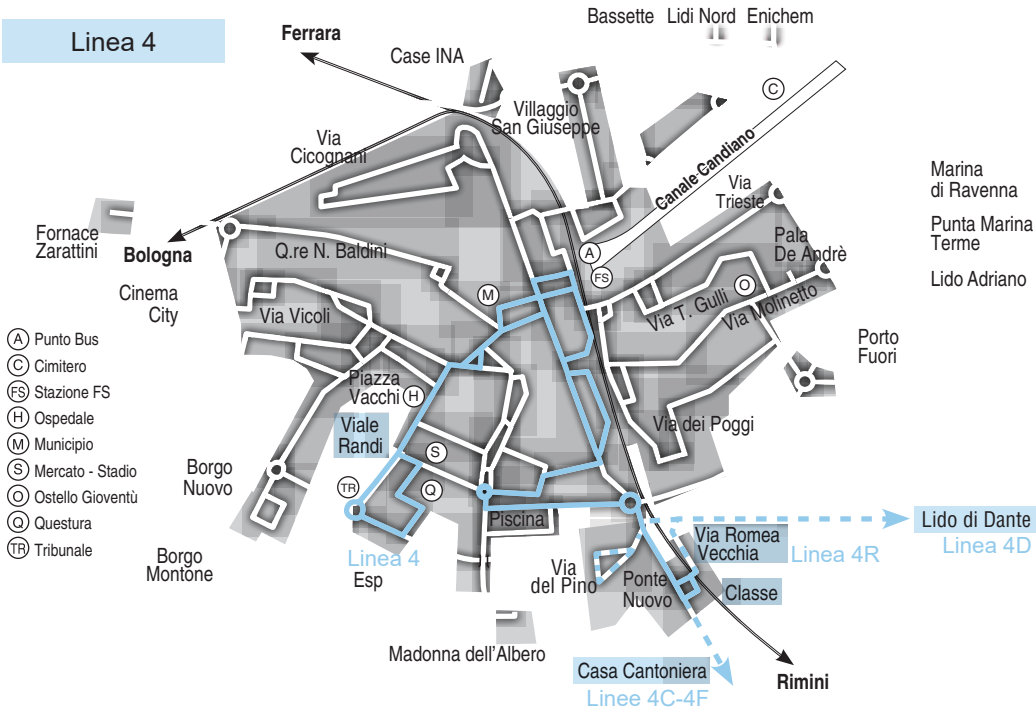 Linea 4
Ferrara
Case INA
Bassette
Lidi Nord
Enichem
C
Villaggio
San Giuseppe
Via
Cicognani
Canale Candiano
Via
Trieste
Marina
di Ravenna
Punta Marina
Terme
Lido Adriano
Fornace
Zarattini
Bologna
Cinema
City
Q.re N. Baldini
A
FS
M
Pala
De Andrè
O
Via T. Gulli
Via Molinetto
Via Vicoli
Porto
Fuori
A Punto Bus
C Cimitero
FS Stazione FS
H Ospedale
M Municipio
S Mercato - Stadio
O Ostello Gioventù
Q Questura
TR Tribunale
Piazza
Vacchi
H
Viale
Randi
S
Q
TR
Via dei Poggi
Borgo
Nuovo
Borgo
Montone
Linea 4
Esp
Piscina
Via
del Pino
Ponte
Nuovo
Via Romea
Vecchia
Linea 4R
Lido di Dante
Linea 4D
Classe
Madonna dell'Albero
Casa Cantoniera
Linee 4C-4F
Rimini